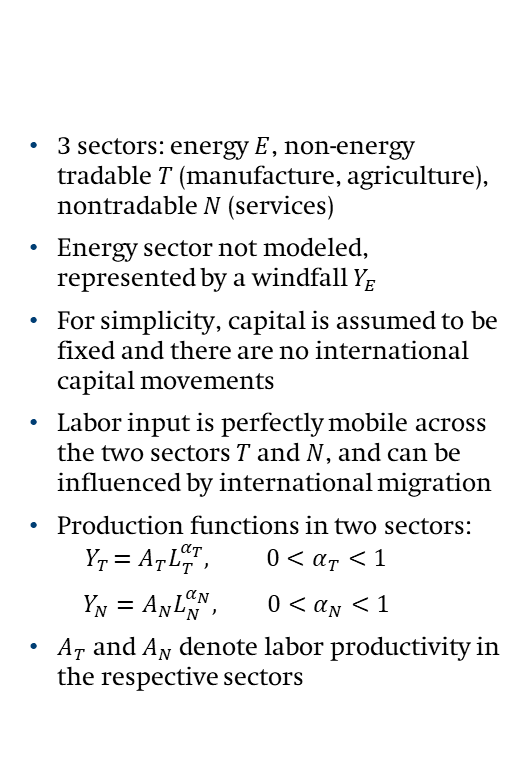 • 3 sectors: energy E, non-energy
tradable T (manufacture, agriculture),
nontradable N (services)
• Energy sector not modeled,
represented by a windfall Y_E
• For simplicity, capital is assumed to be
fixed and there are no international
capital movements
• Labor input is perfectly mobile across
the two sectors T and N, and can be
influenced by international migration
• Production functions in two sectors:
Y_T = A_T L_T^{α_T}, 0 < α_T < 1
Y_N = A_N L_N^{α_N}, 0 < α_N < 1
• A_T and A_N denote labor productivity in
the respective sectors